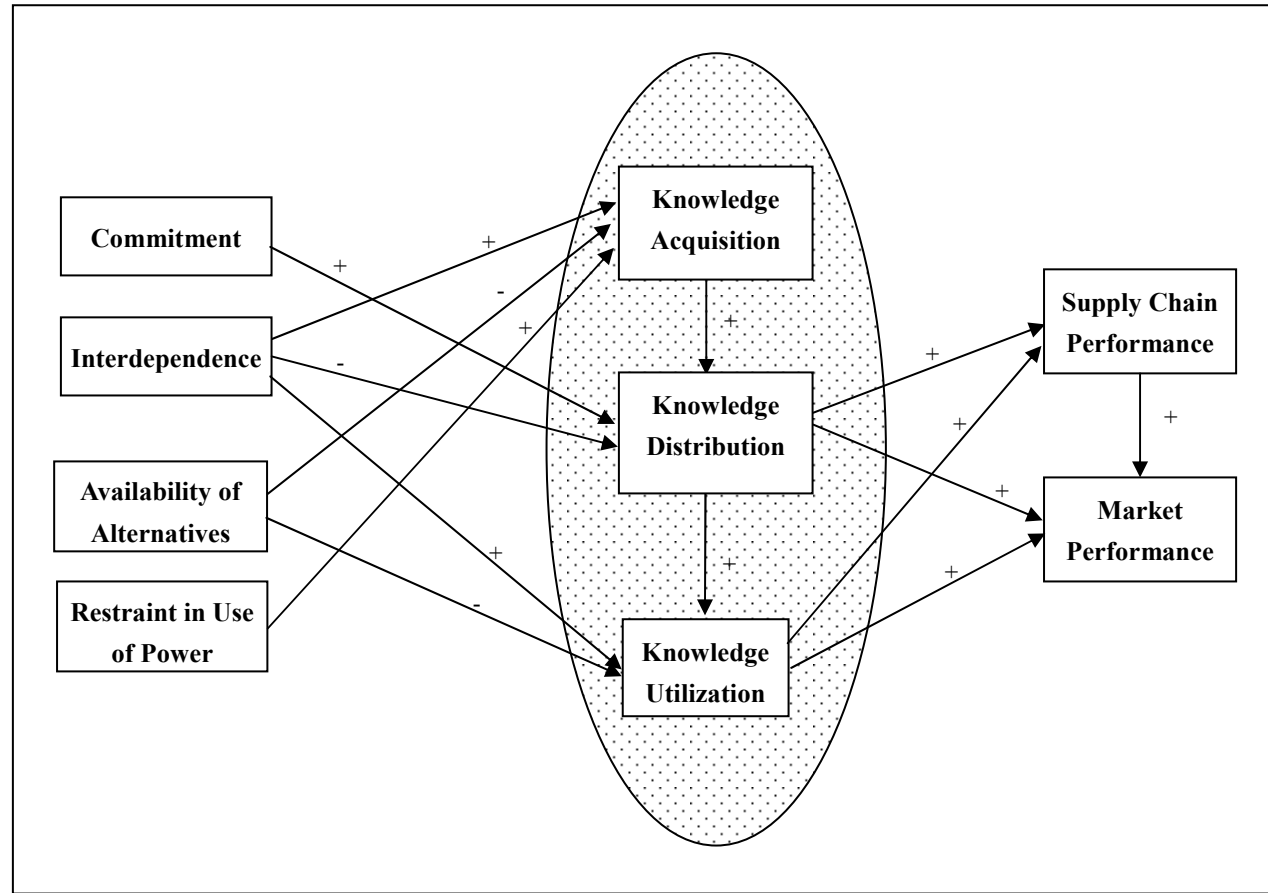 Commitment
Interdependence
Availability of
Alternatives
Restraint in Use
of Power
+
+
-
-
+
+
-
Knowledge
Acquisition
+
Knowledge
Distribution
+
Knowledge
Utilization
+
+
+
+
Supply Chain
Performance
+
Market
Performance